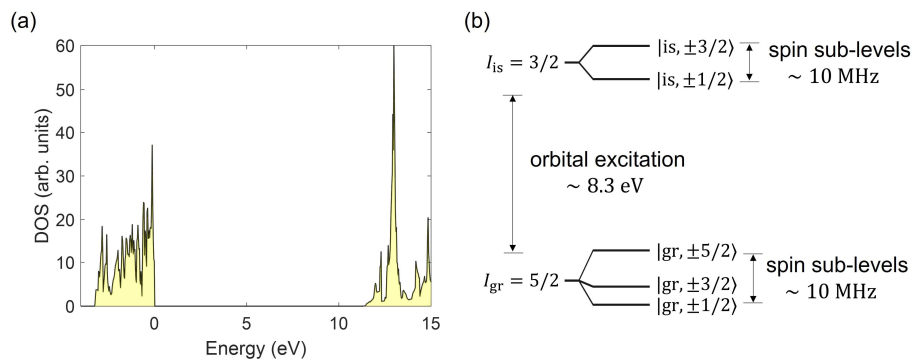 (a)
60
50
40
30
20
10
0
DOS (arb. units)
0
5
10
15
Energy (eV)
(b)
I_is = 3/2
|is, ±3/2⟩
|is, ±1/2⟩
spin sub-levels
~ 10 MHz
orbital excitation
~ 8.3 eV
I_gr = 5/2
|gr, ±5/2⟩
|gr, ±3/2⟩
|gr, ±1/2⟩
spin sub-levels
~ 10 MHz